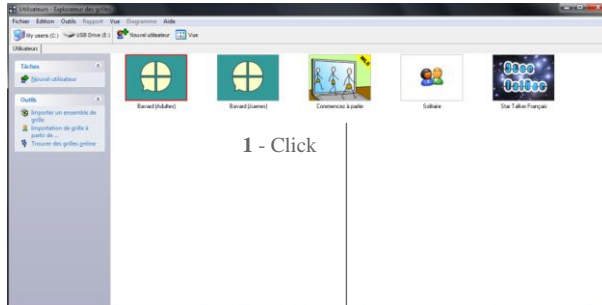 Utilisateurs - Explorateur des grilles
Fichier Edition Outils Rapport Vue Diagramme Aide
My users (C:) USB Drive (E:) Nouvel utilisateur Vue
Utilisateurs
Tâches
Nouvel utilisateur
Outils
Importer un ensemble de
grille
Importation de grille à
partir de ...
Trouver des grilles online
Bavard (Adultes) Bavard (Juenes) Commencez à parler Solitaire Star Talker Français
1 - Click